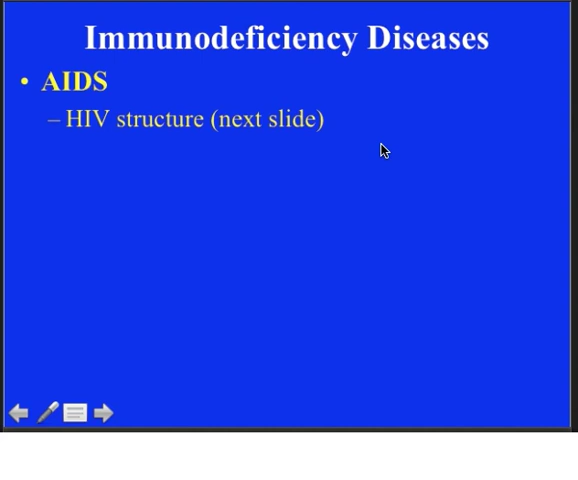 Immunodeficiency Diseases
• AIDS
– HIV structure (next slide)